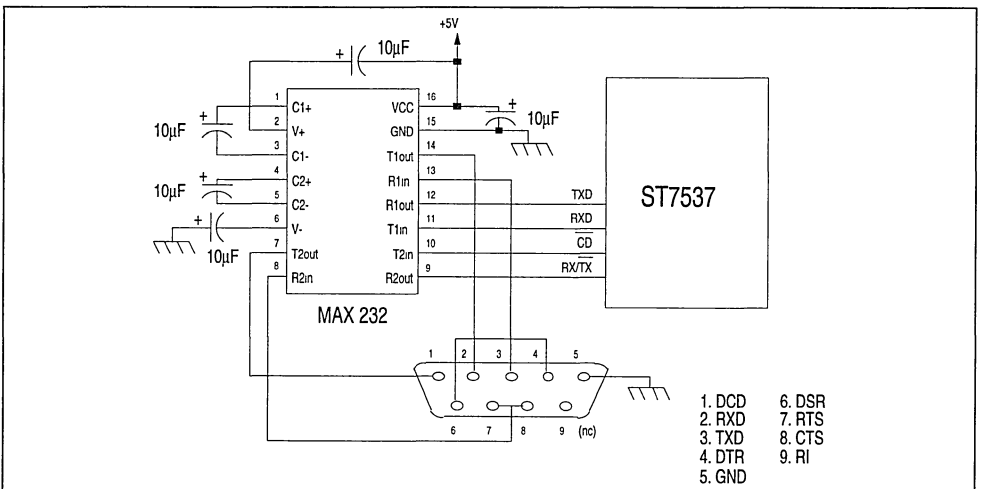 +5V
+ 10µF
1 C1+ VCC 16
2 V+ GND 15
3 C1- T1out 14
4 C2+ R1in 13
5 C2- R1out 12
6 V- T1in 11
7 T2out T2in 10
8 R2in R2out 9
+ 10µF
+ 10µF
+ 10µF
+ 10µF
MAX 232
TXD
RXD
CD
RX/TX
ST7537
1 2 3 4 5
6 7 8 9 (nc)
1. DCD 6. DSR
2. RXD 7. RTS
3. TXD 8. CTS
4. DTR 9. RI
5. GND